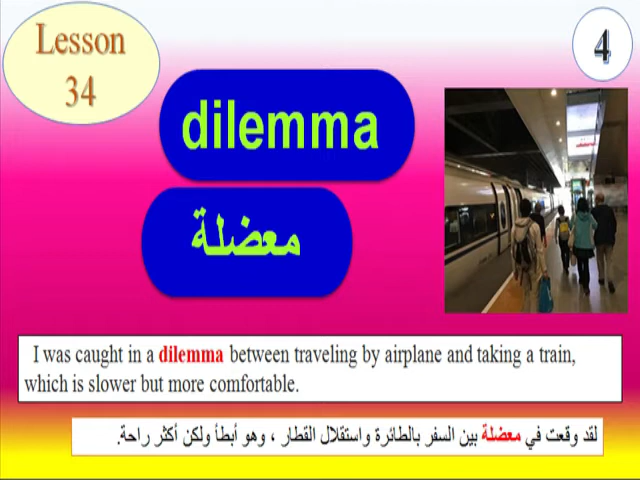 Lesson
34
4
dilemma
معضلة
I was caught in a dilemma between traveling by airplane and taking a train,
which is slower but more comfortable.
لقد وقعت في معضلة بين السفر بالطائرة واستقلال القطار ، وهو أبطأ ولكن أكثر راحة.